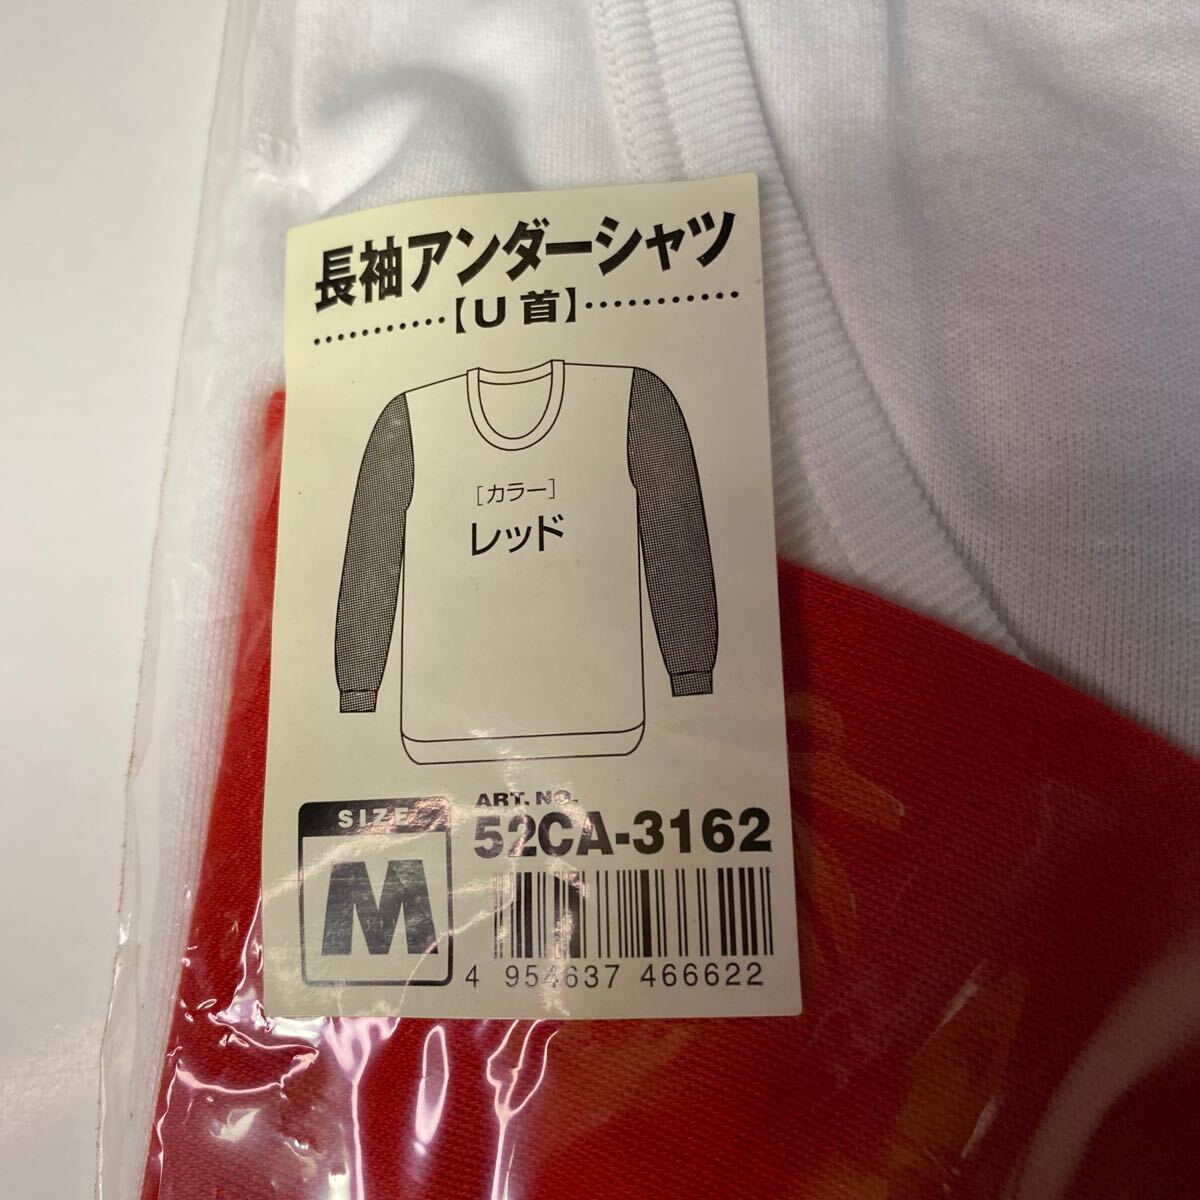 長袖アンダーシャツ
…………【U首】…………
[カラー]
レッド
SIZE
M
ART. NO.
52CA-3162
4 954637 466622